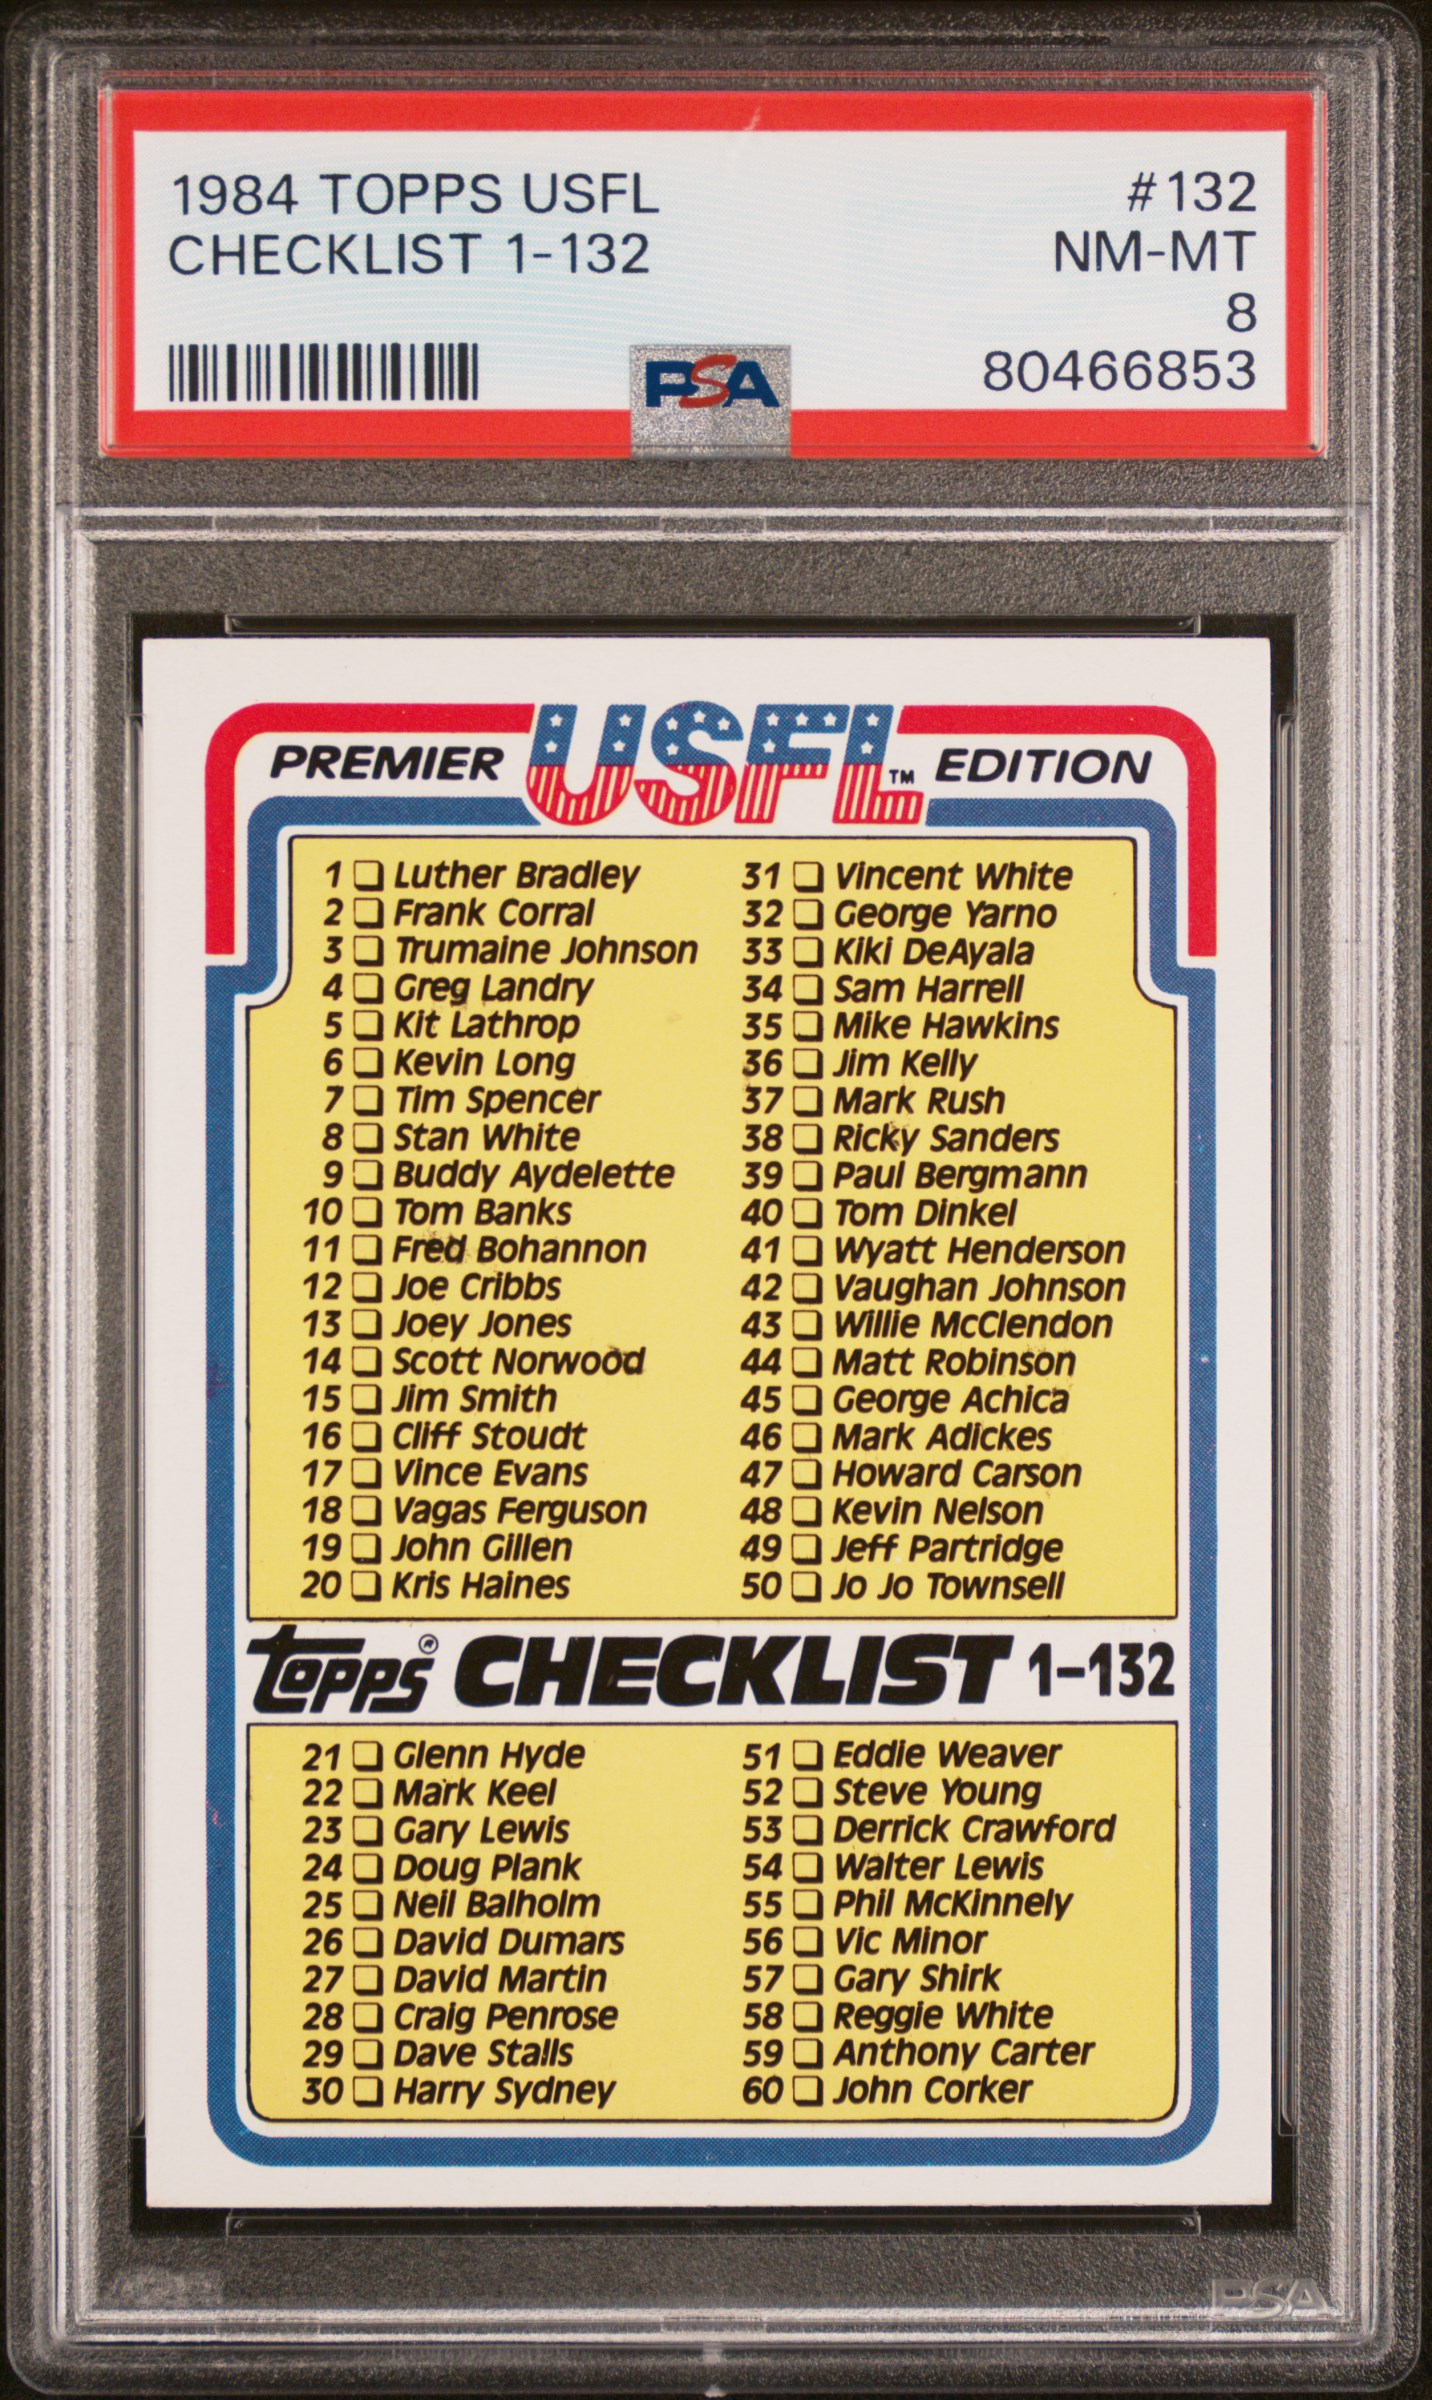 1984 TOPPS USFL #132
CHECKLIST 1-132 NM-MT
8
PSA 80466853
PREMIER USFL™ EDITION
1 Luther Bradley
2 Frank Corral
3 Trumaine Johnson
4 Greg Landry
5 Kit Lathrop
6 Kevin Long
7 Tim Spencer
8 Stan White
9 Buddy Aydelette
10 Tom Banks
11 Fred Bohannon
12 Joe Cribbs
13 Joey Jones
14 Scott Norwood
15 Jim Smith
16 Cliff Stoudt
17 Vince Evans
18 Vagas Ferguson
19 John Gillen
20 Kris Haines
31 Vincent White
32 George Yarno
33 Kiki DeAyala
34 Sam Harrell
35 Mike Hawkins
36 Jim Kelly
37 Mark Rush
38 Ricky Sanders
39 Paul Bergmann
40 Tom Dinkel
41 Wyatt Henderson
42 Vaughan Johnson
43 Willie McClendon
44 Matt Robinson
45 George Achica
46 Mark Adickes
47 Howard Carson
48 Kevin Nelson
49 Jeff Partridge
50 Jo Jo Townsell
Topps® CHECKLIST 1-132
21 Glenn Hyde
22 Mark Keel
23 Gary Lewis
24 Doug Plank
25 Neil Balholm
26 David Dumars
27 David Martin
28 Craig Penrose
29 Dave Stalls
30 Harry Sydney
51 Eddie Weaver
52 Steve Young
53 Derrick Crawford
54 Walter Lewis
55 Phil McKinnely
56 Vic Minor
57 Gary Shirk
58 Reggie White
59 Anthony Carter
60 John Corker
PSA